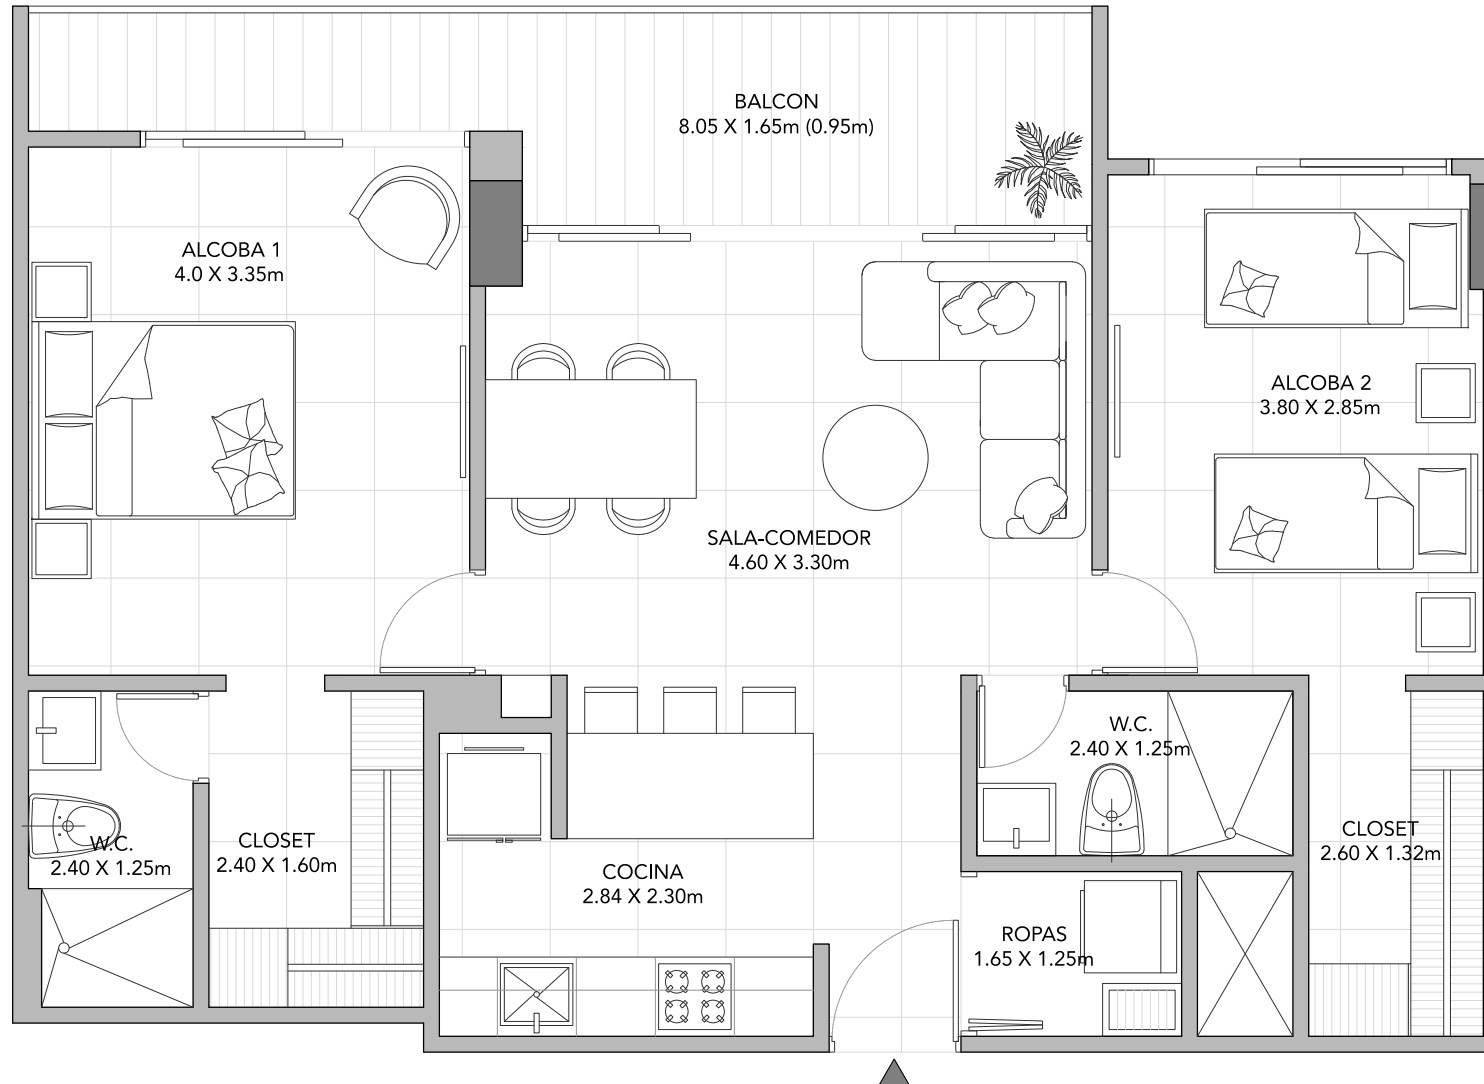 BALCON
8.05 X 1.65m (0.95m)
ALCOBA 1
4.0 X 3.35m
ALCOBA 2
3.80 X 2.85m
SALA-COMEDOR
4.60 X 3.30m
W.C.
2.40 X 1.25m
W.C.
2.40 X 1.25m
CLOSET
2.40 X 1.60m
CLOSET
2.60 X 1.32m
COCINA
2.84 X 2.30m
ROPAS
1.65 X 1.25m